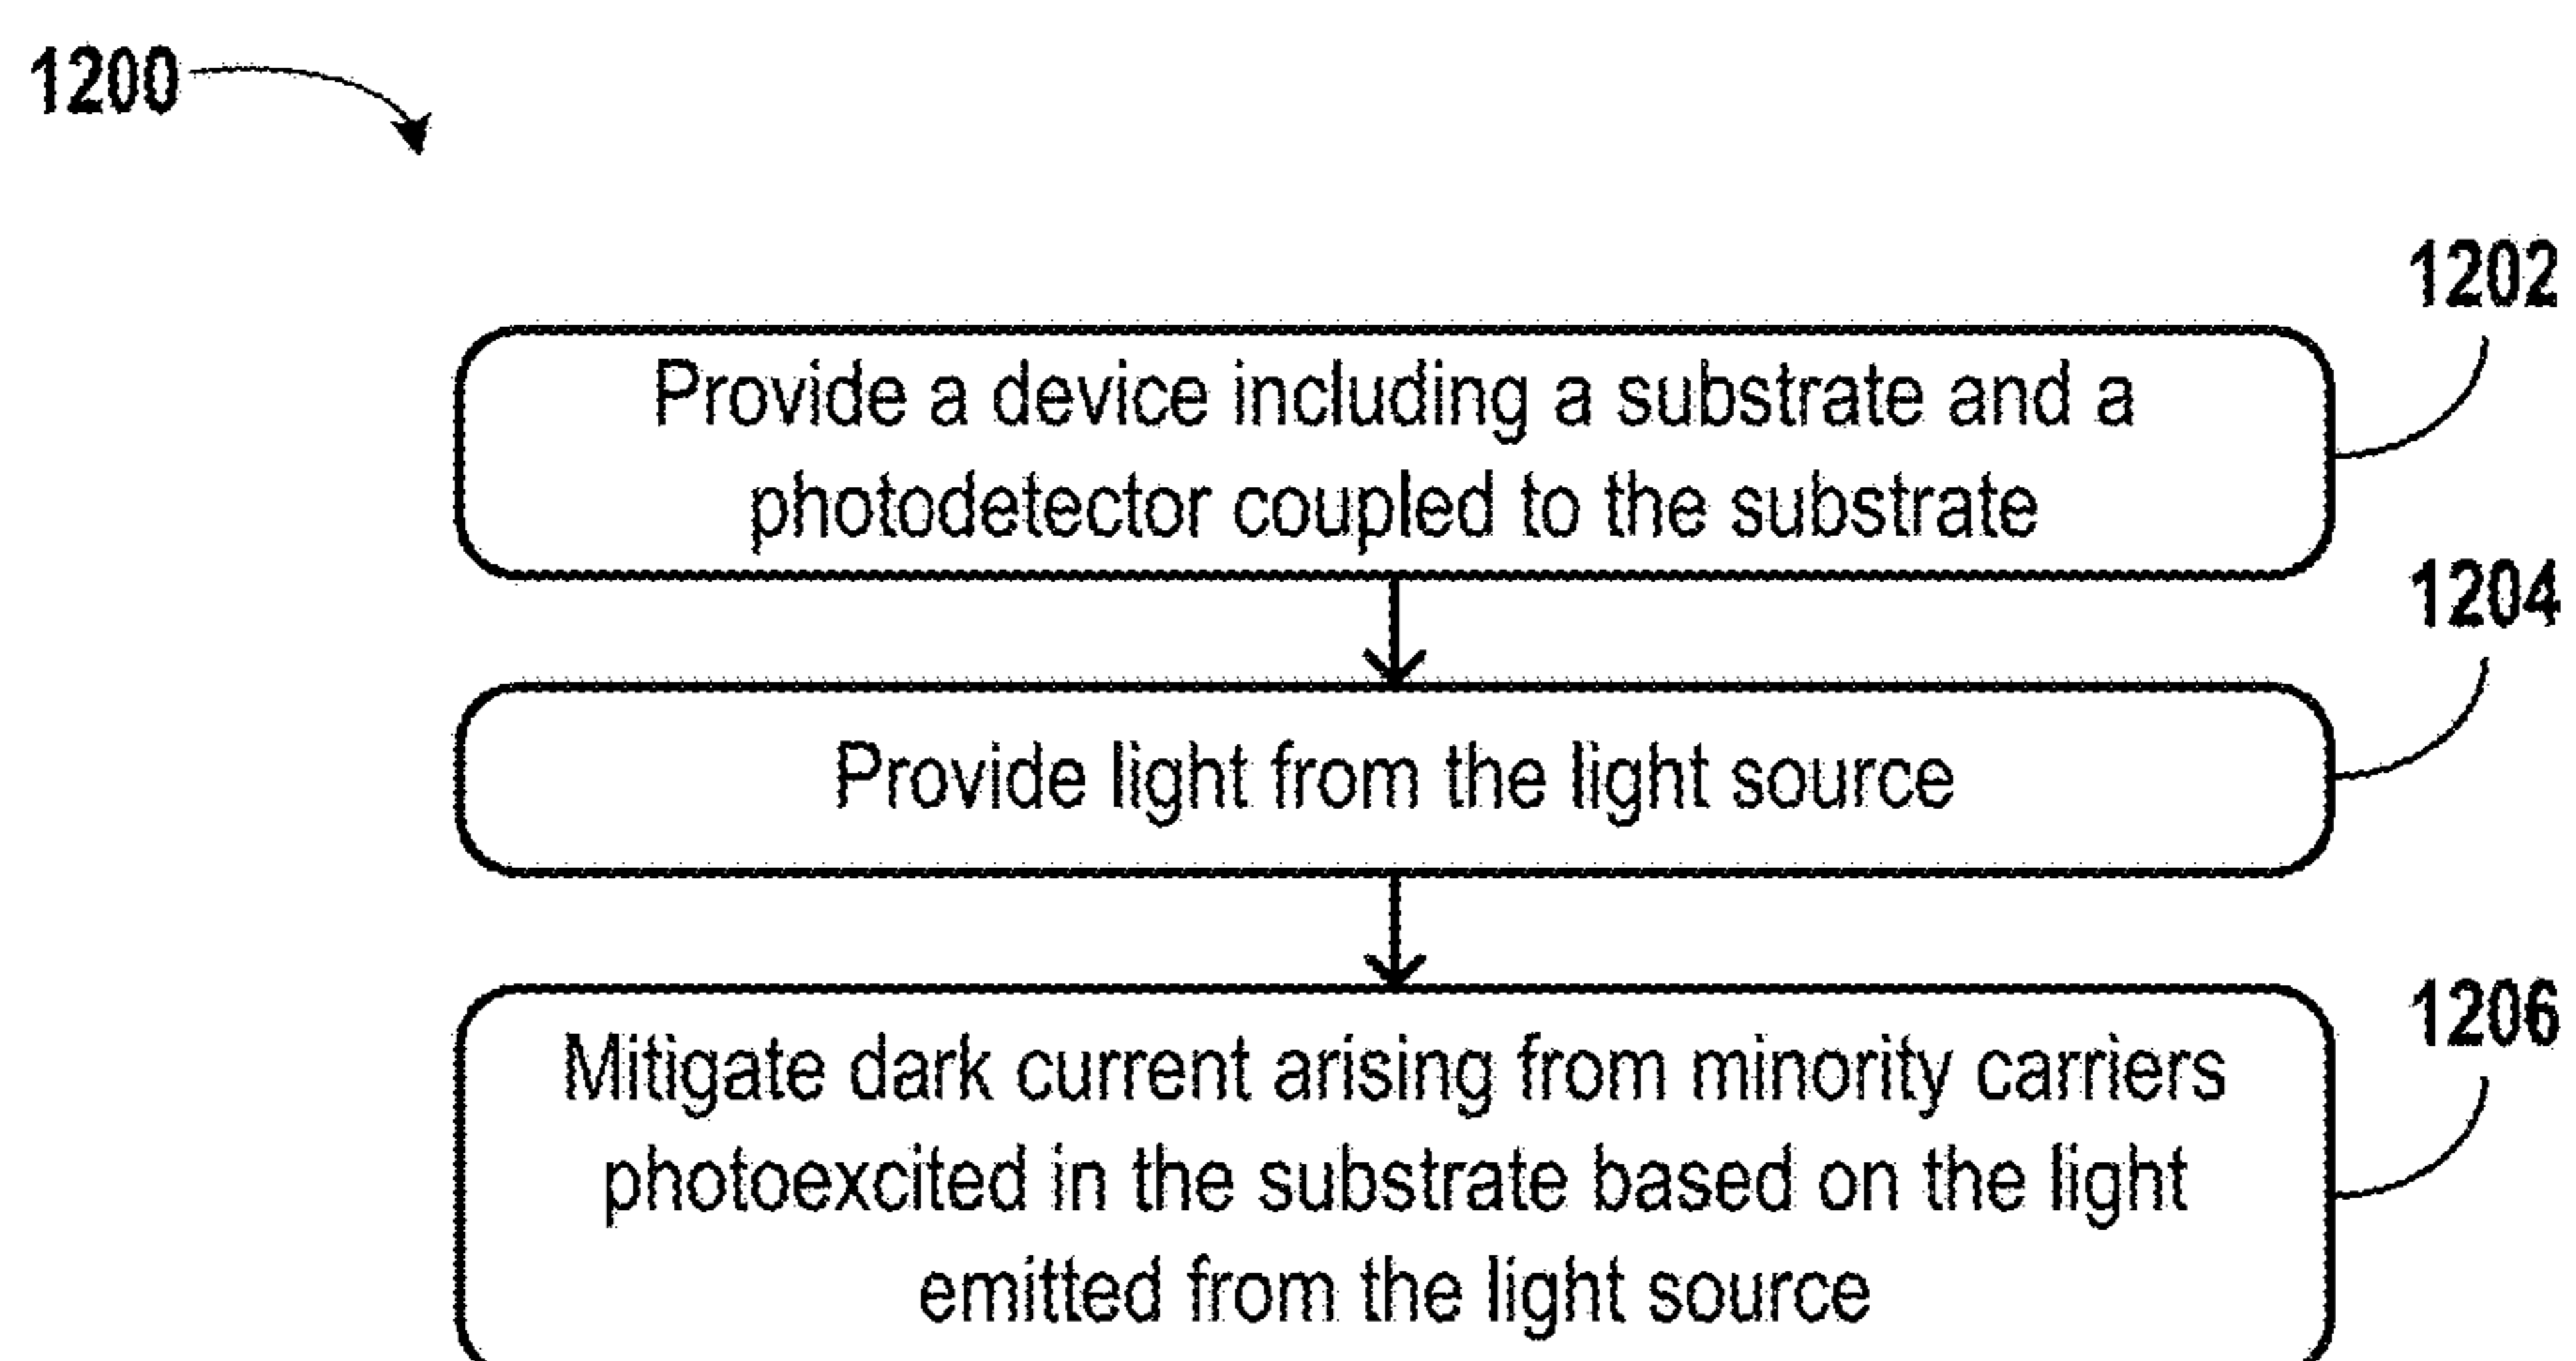 1200
1202
Provide a device including a substrate and a
photodetector coupled to the substrate
1204
Provide light from the light source
1206
Mitigate dark current arising from minority carriers
photoexcited in the substrate based on the light
emitted from the light source